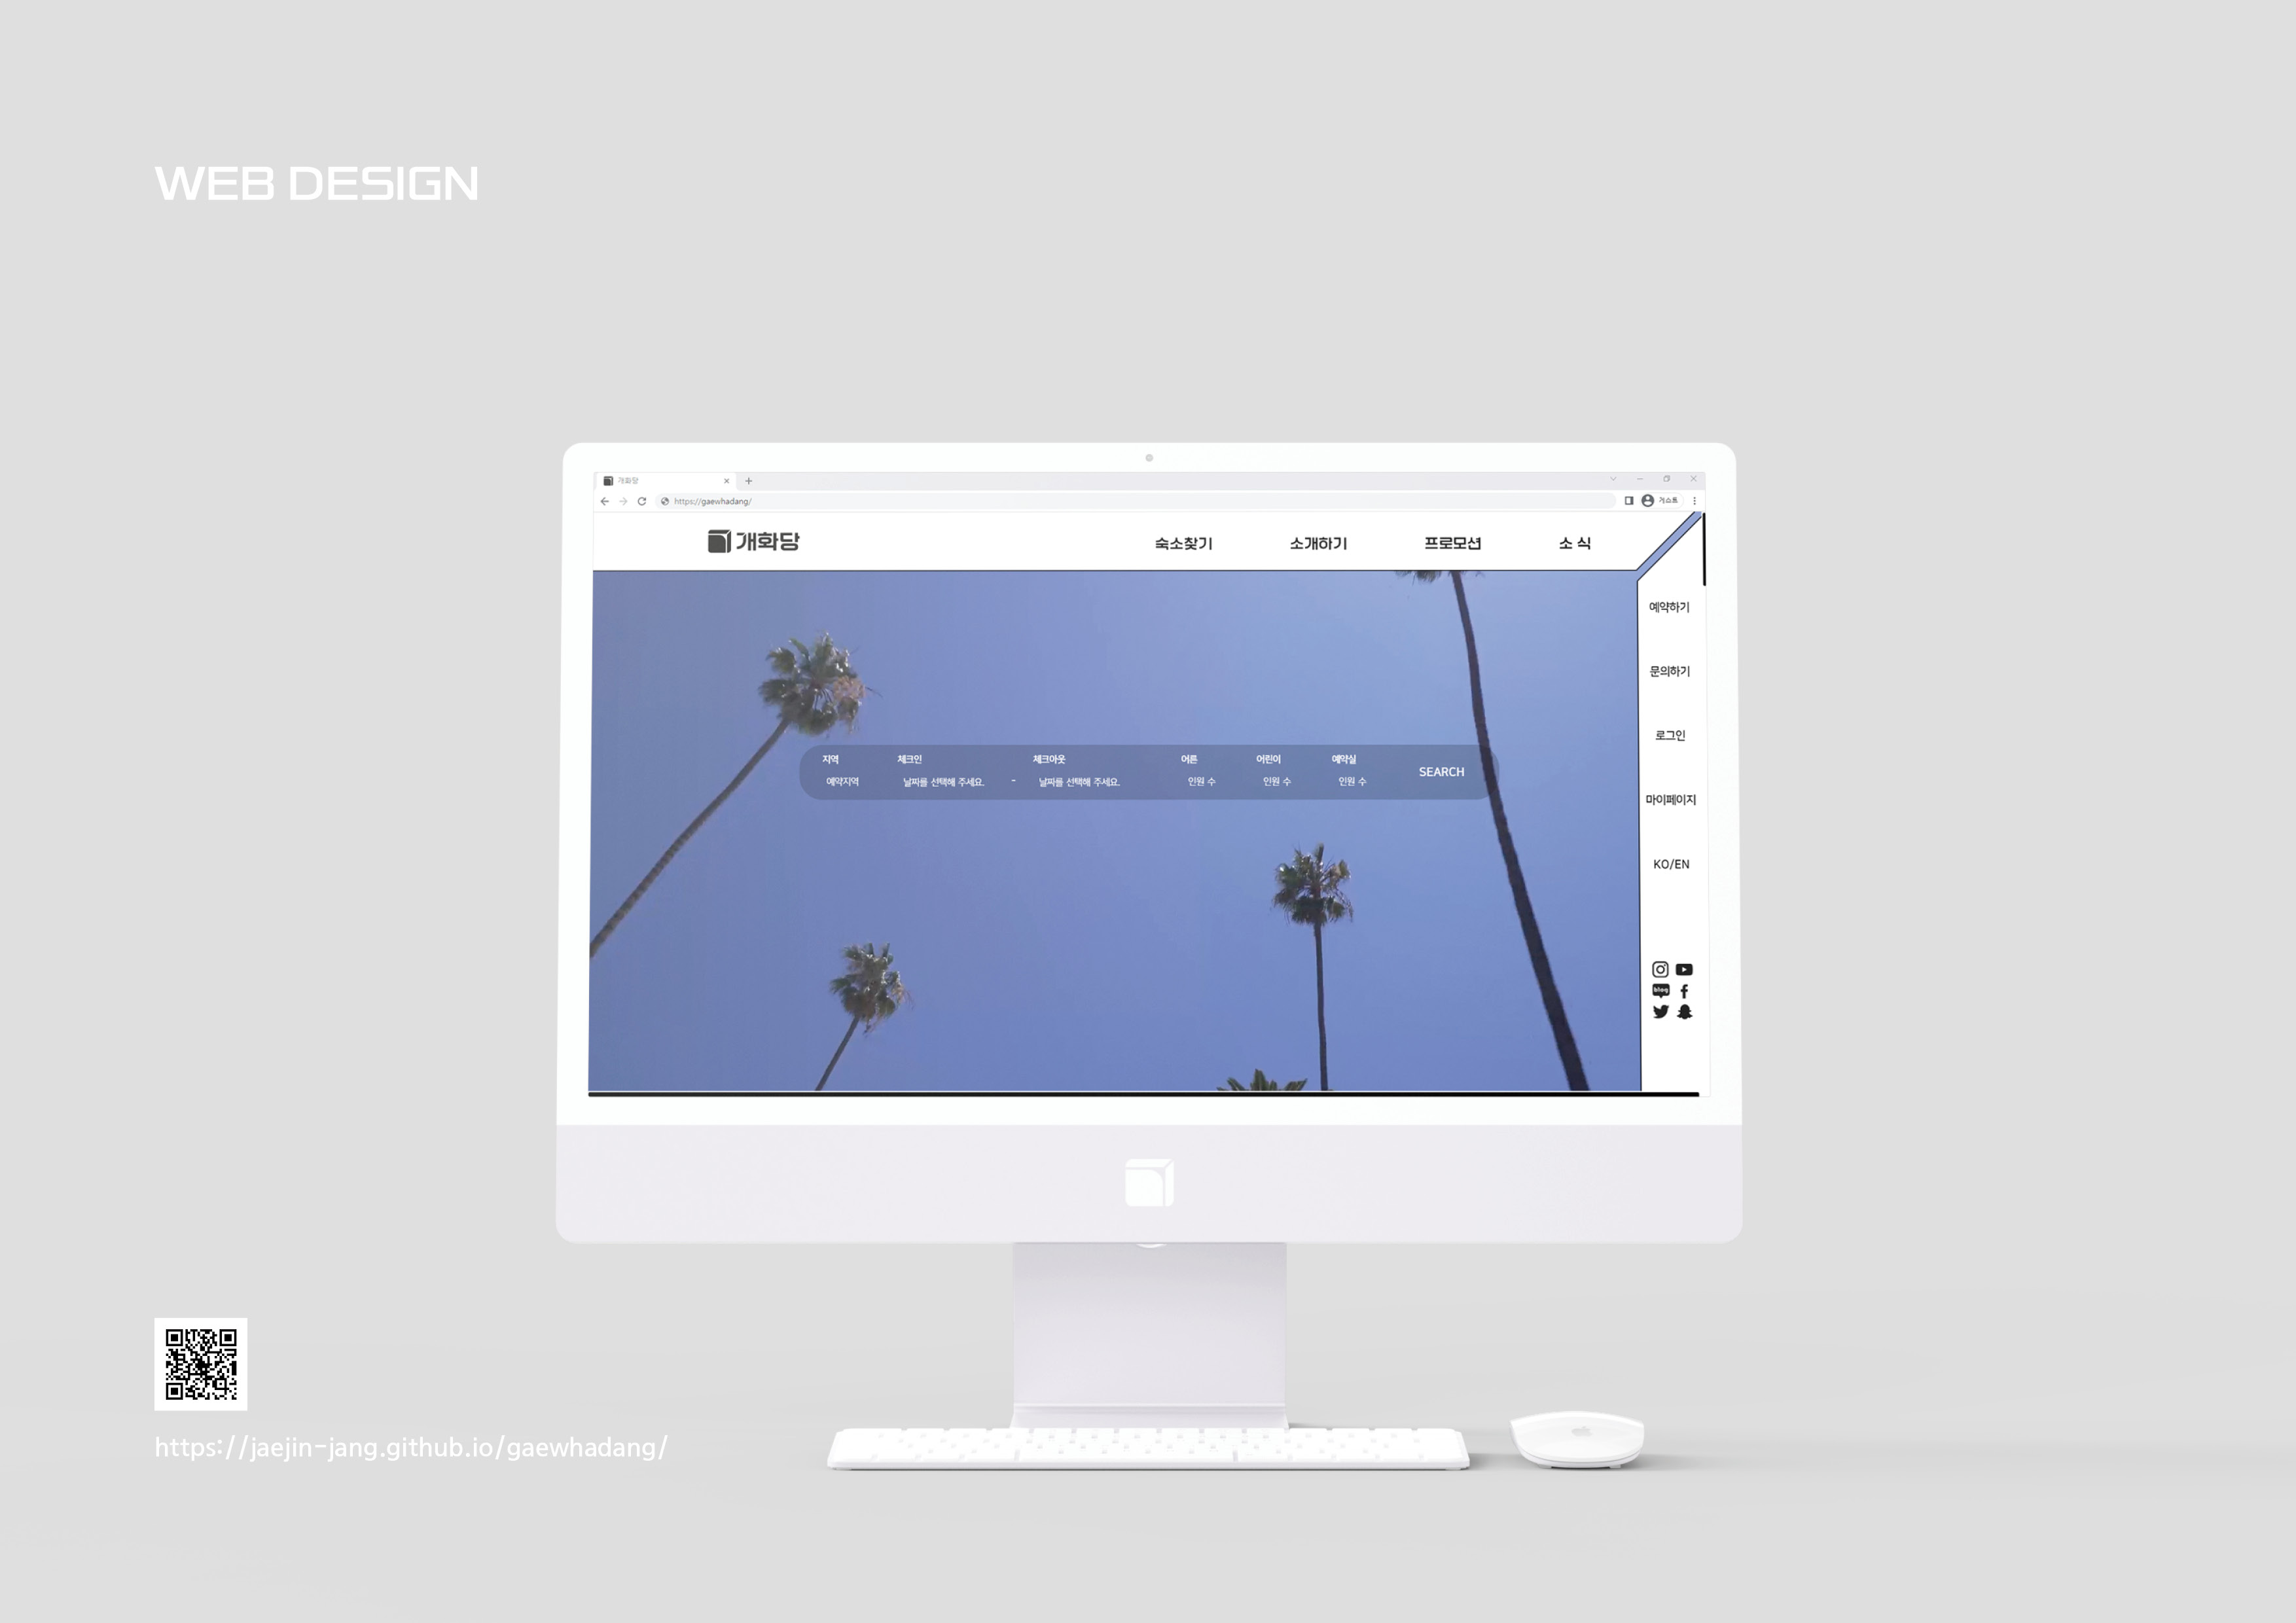 WEB DESIGN
개화당
https://gaewhadang/
게스트
개화당
숙소찾기 소개하기 프로모션 소 식
예약하기
문의하기
로그인
마이페이지
KO/EN
지역 체크인 체크아웃 어른 어린이 예약실
예약지역 날짜를 선택해 주세요. - 날짜를 선택해 주세요. 인원 수 인원 수 인원 수
SEARCH
blog
https://jaejin-jang.github.io/gaewhadang/